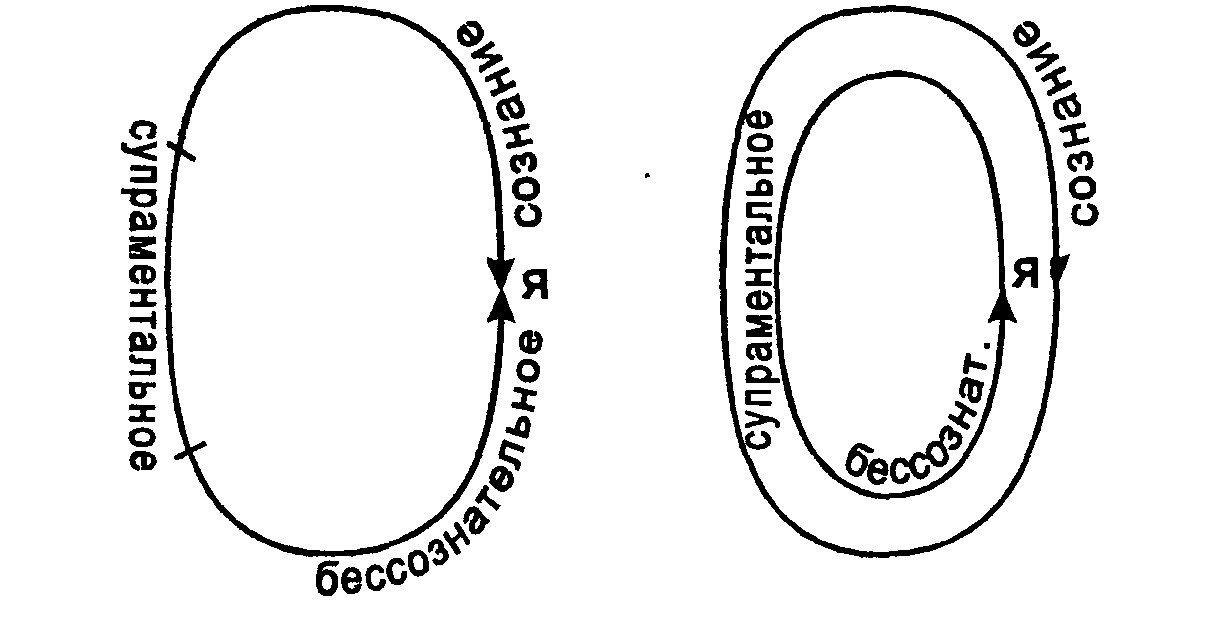 сознание
супраментальное
Я
бессознательное
сознание
супраментальное
Я
бессознат.